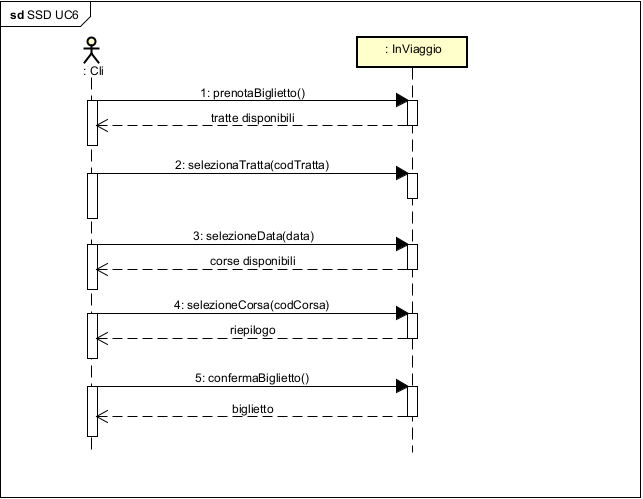 sd SSD UC6
: Cli
: InViaggio
1: prenotaBiglietto()
tratte disponibili
2: selezionaTratta(codTratta)
3: selezioneData(data)
corse disponibili
4: selezioneCorsa(codCorsa)
riepilogo
5: confermaBiglietto()
biglietto